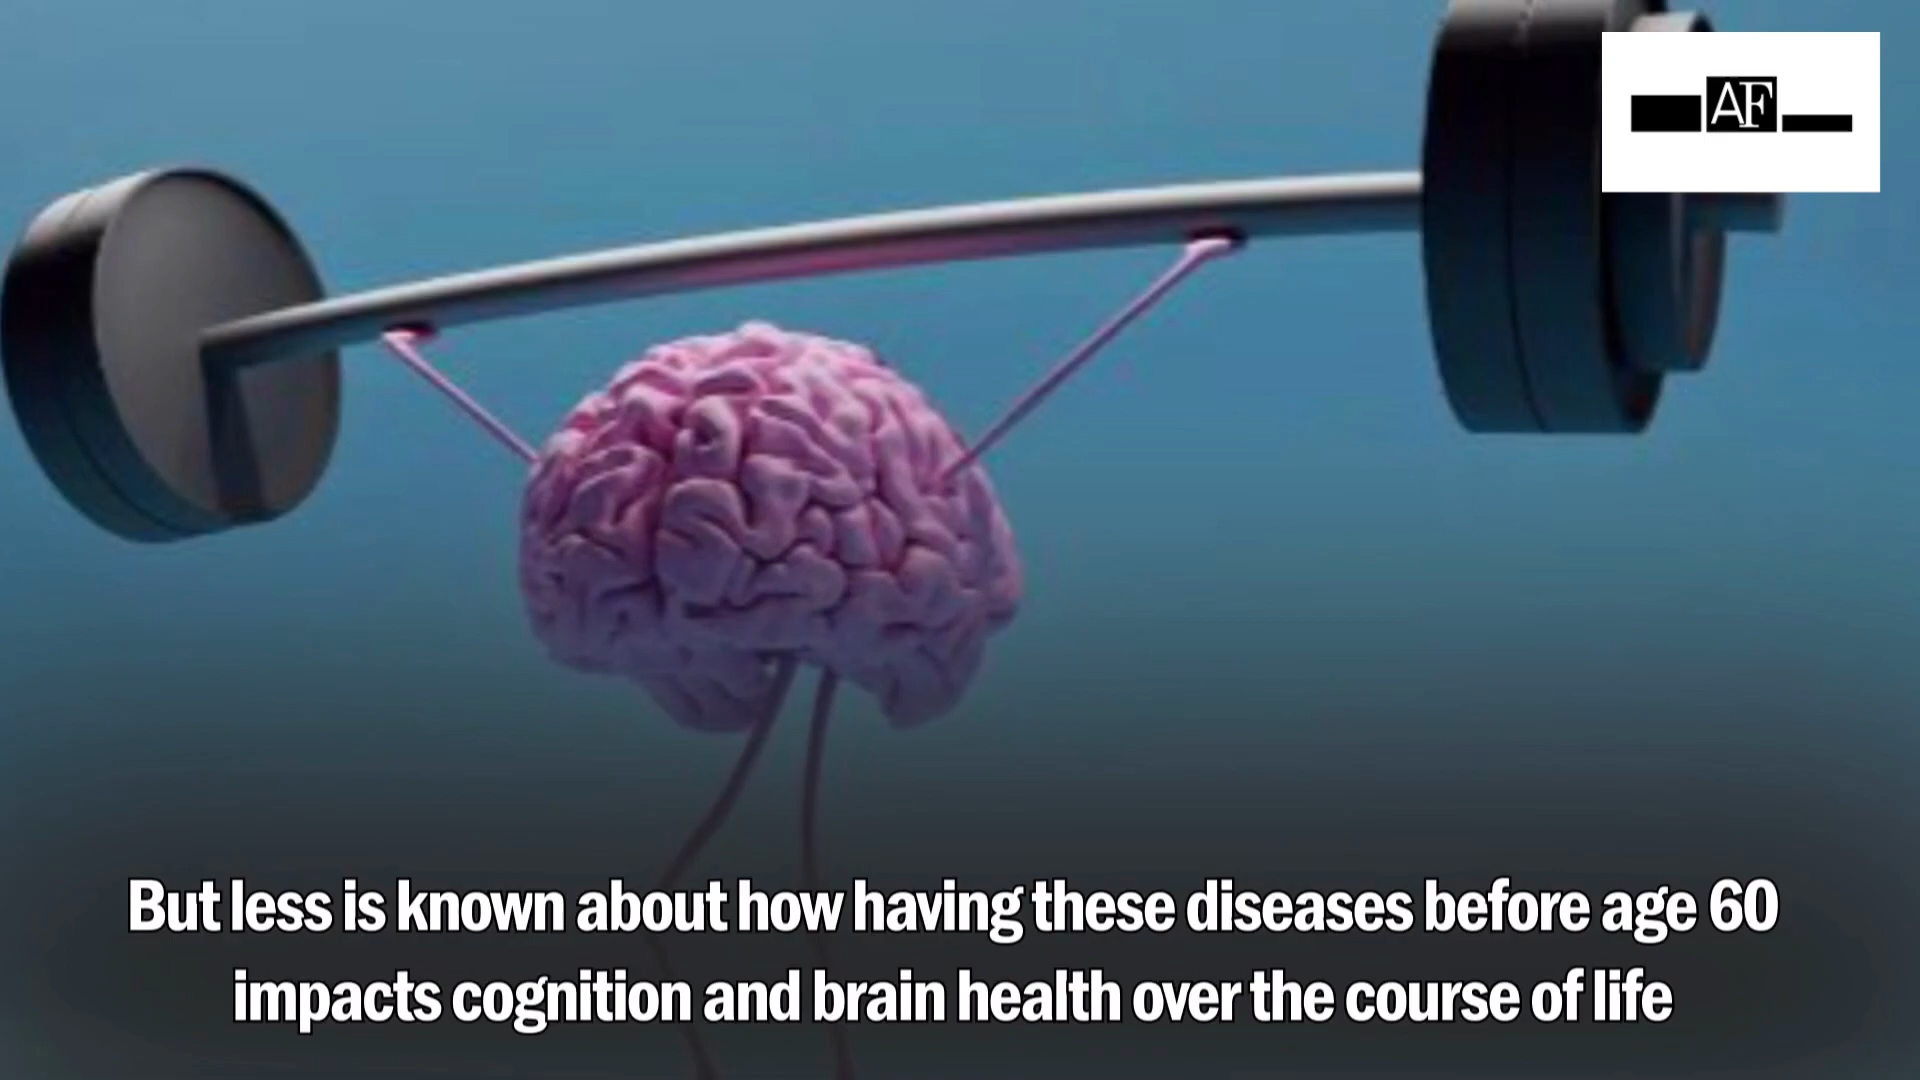 AF
But less is known about how having these diseases before age 60
impacts cognition and brain health over the course of life